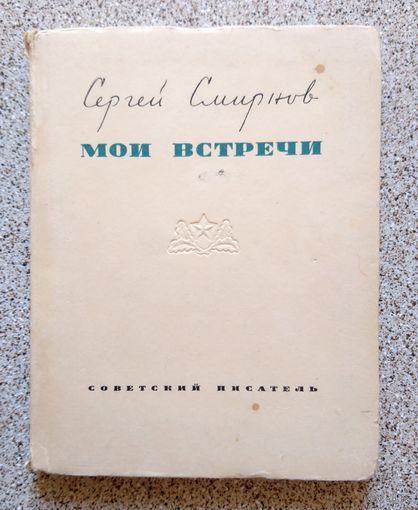 Сергей Смирнов
МОИ ВСТРЕЧИ
СОВЕТСКИЙ ПИСАТЕЛЬ